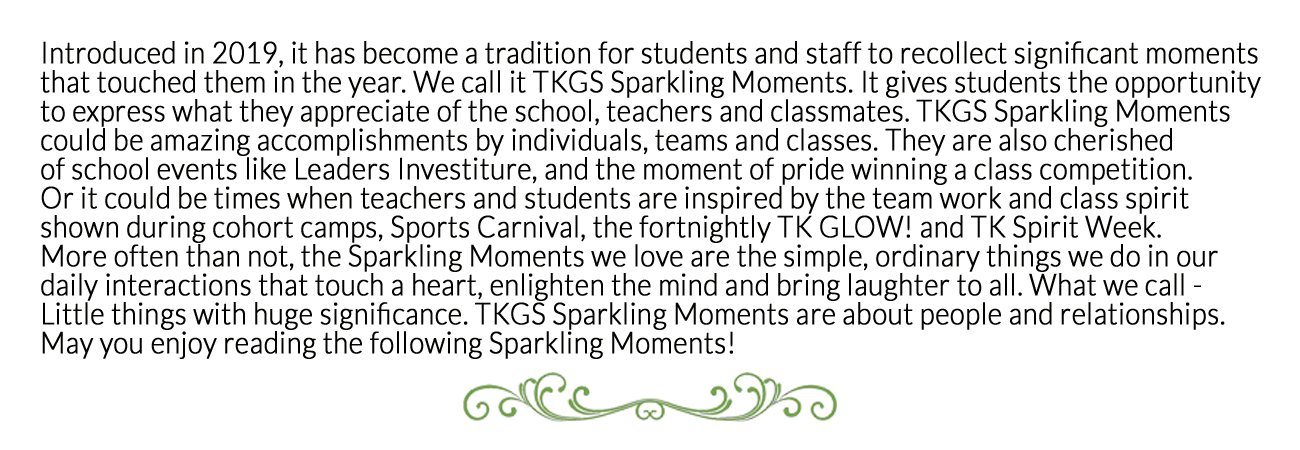 Introduced in 2019, it has become a tradition for students and staff to recollect significant moments
that touched them in the year. We call it TKGS Sparkling Moments. It gives students the opportunity
to express what they appreciate of the school, teachers and classmates. TKGS Sparkling Moments
could be amazing accomplishments by individuals, teams and classes. They are also cherished
of school events like Leaders Investiture, and the moment of pride winning a class competition.
Or it could be times when teachers and students are inspired by the team work and class spirit
shown during cohort camps, Sports Carnival, the fortnightly TK GLOW! and TK Spirit Week.
More often than not, the Sparkling Moments we love are the simple, ordinary things we do in our
daily interactions that touch a heart, enlighten the mind and bring laughter to all. What we call -
Little things with huge significance. TKGS Sparkling Moments are about people and relationships.
May you enjoy reading the following Sparkling Moments!